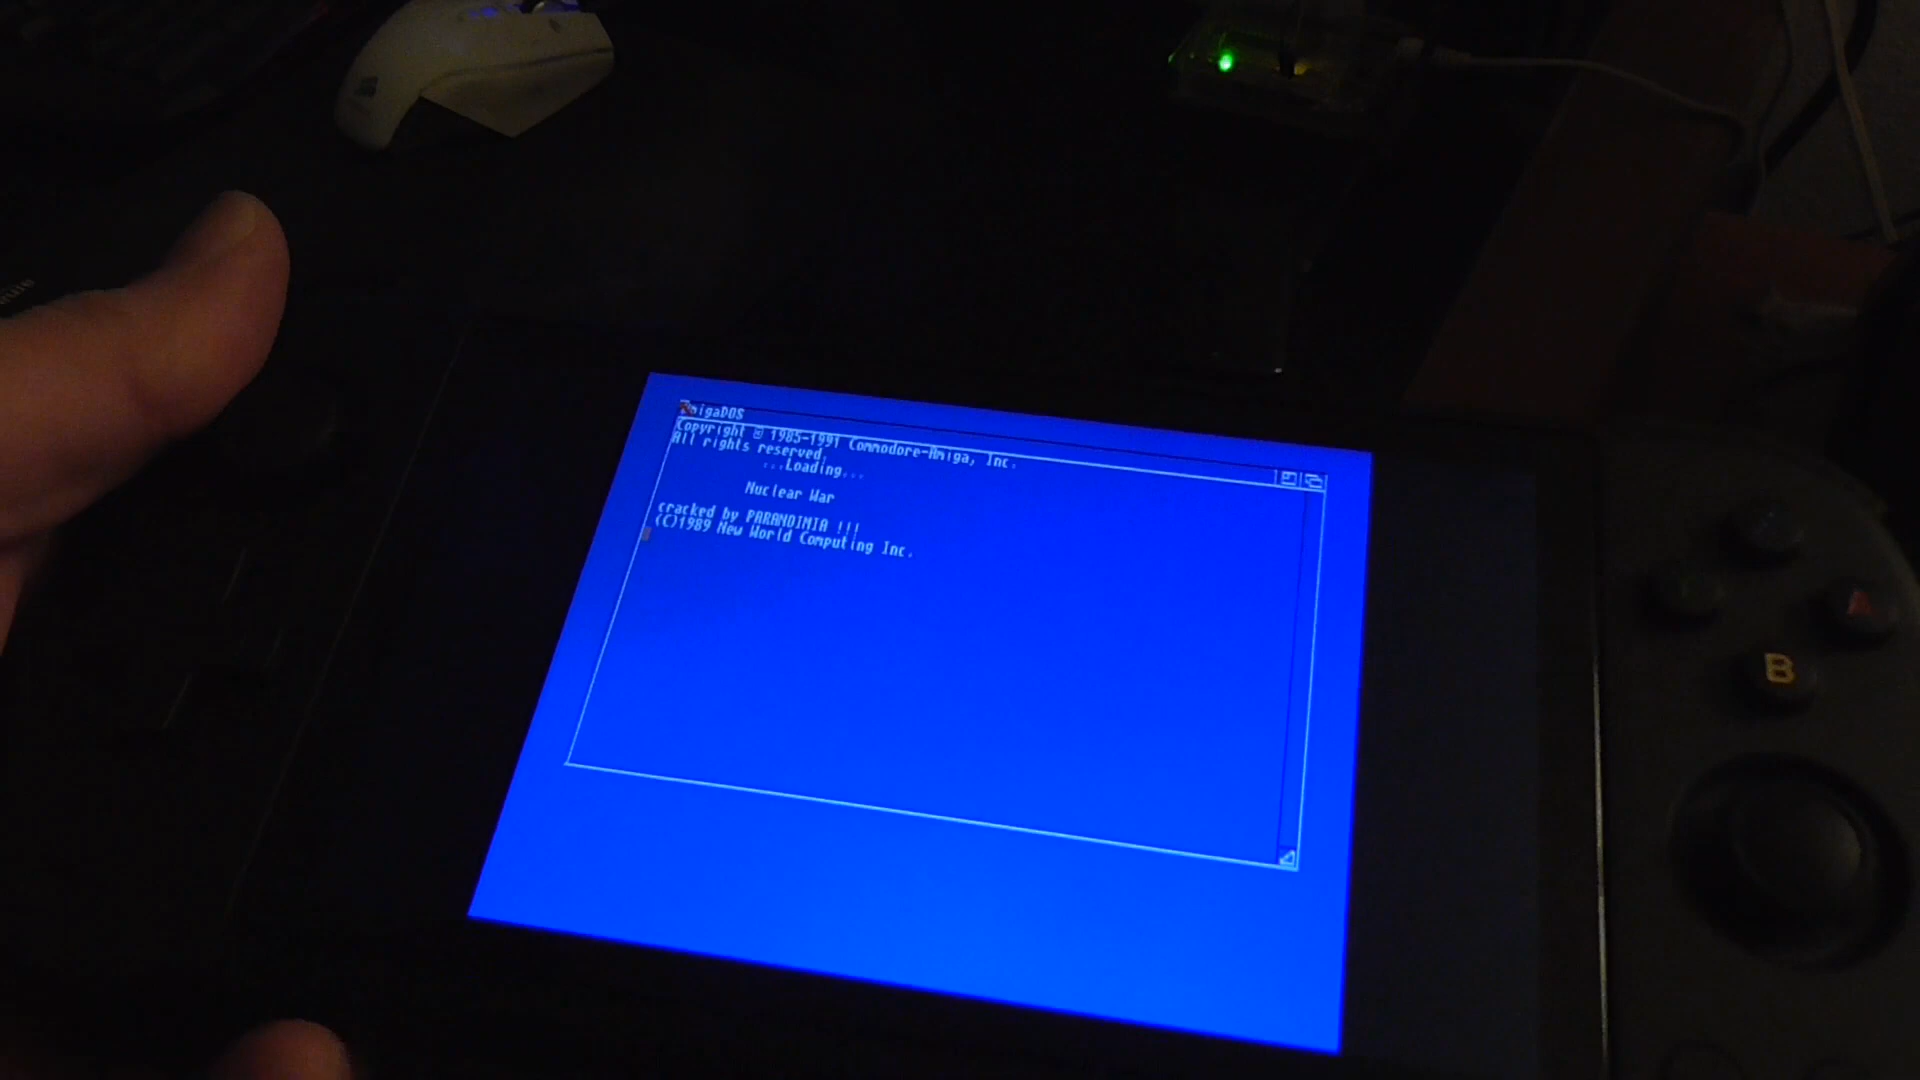 AmigaDOS
Copyright © 1985-1991 Commodore-Amiga, Inc.
All rights reserved.
...Loading...
Nuclear War
cracked by PARANOIMIA !!!
(C)1989 New World Computing Inc.
B